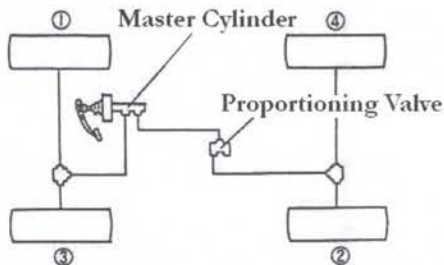 ① Master Cylinder ④
Proportioning Valve
③ ②